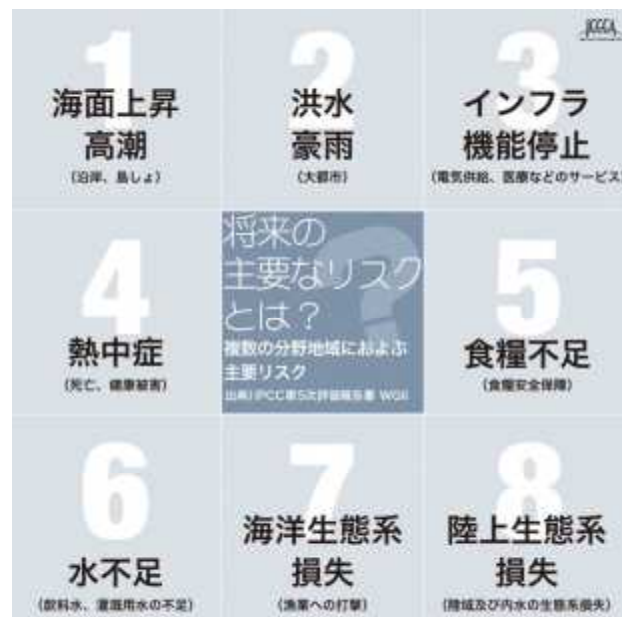 JCCCA
1
海面上昇
高潮
（沿岸、島しょ）
2
洪水
豪雨
（大都市）
3
インフラ
機能停止
（電気供給、医療などのサービス）
4
熱中症
（死亡、健康被害）
将来の
主要なリスク
とは？
複数の分野地域におよぶ
主要リスク
出典）IPCC第5次評価報告書 WGII
5
食糧不足
（食糧安全保障）
6
水不足
（飲料水、灌漑用水の不足）
7
海洋生態系
損失
（漁業への打撃）
8
陸上生態系
損失
（陸域及び内水の生態系損失）